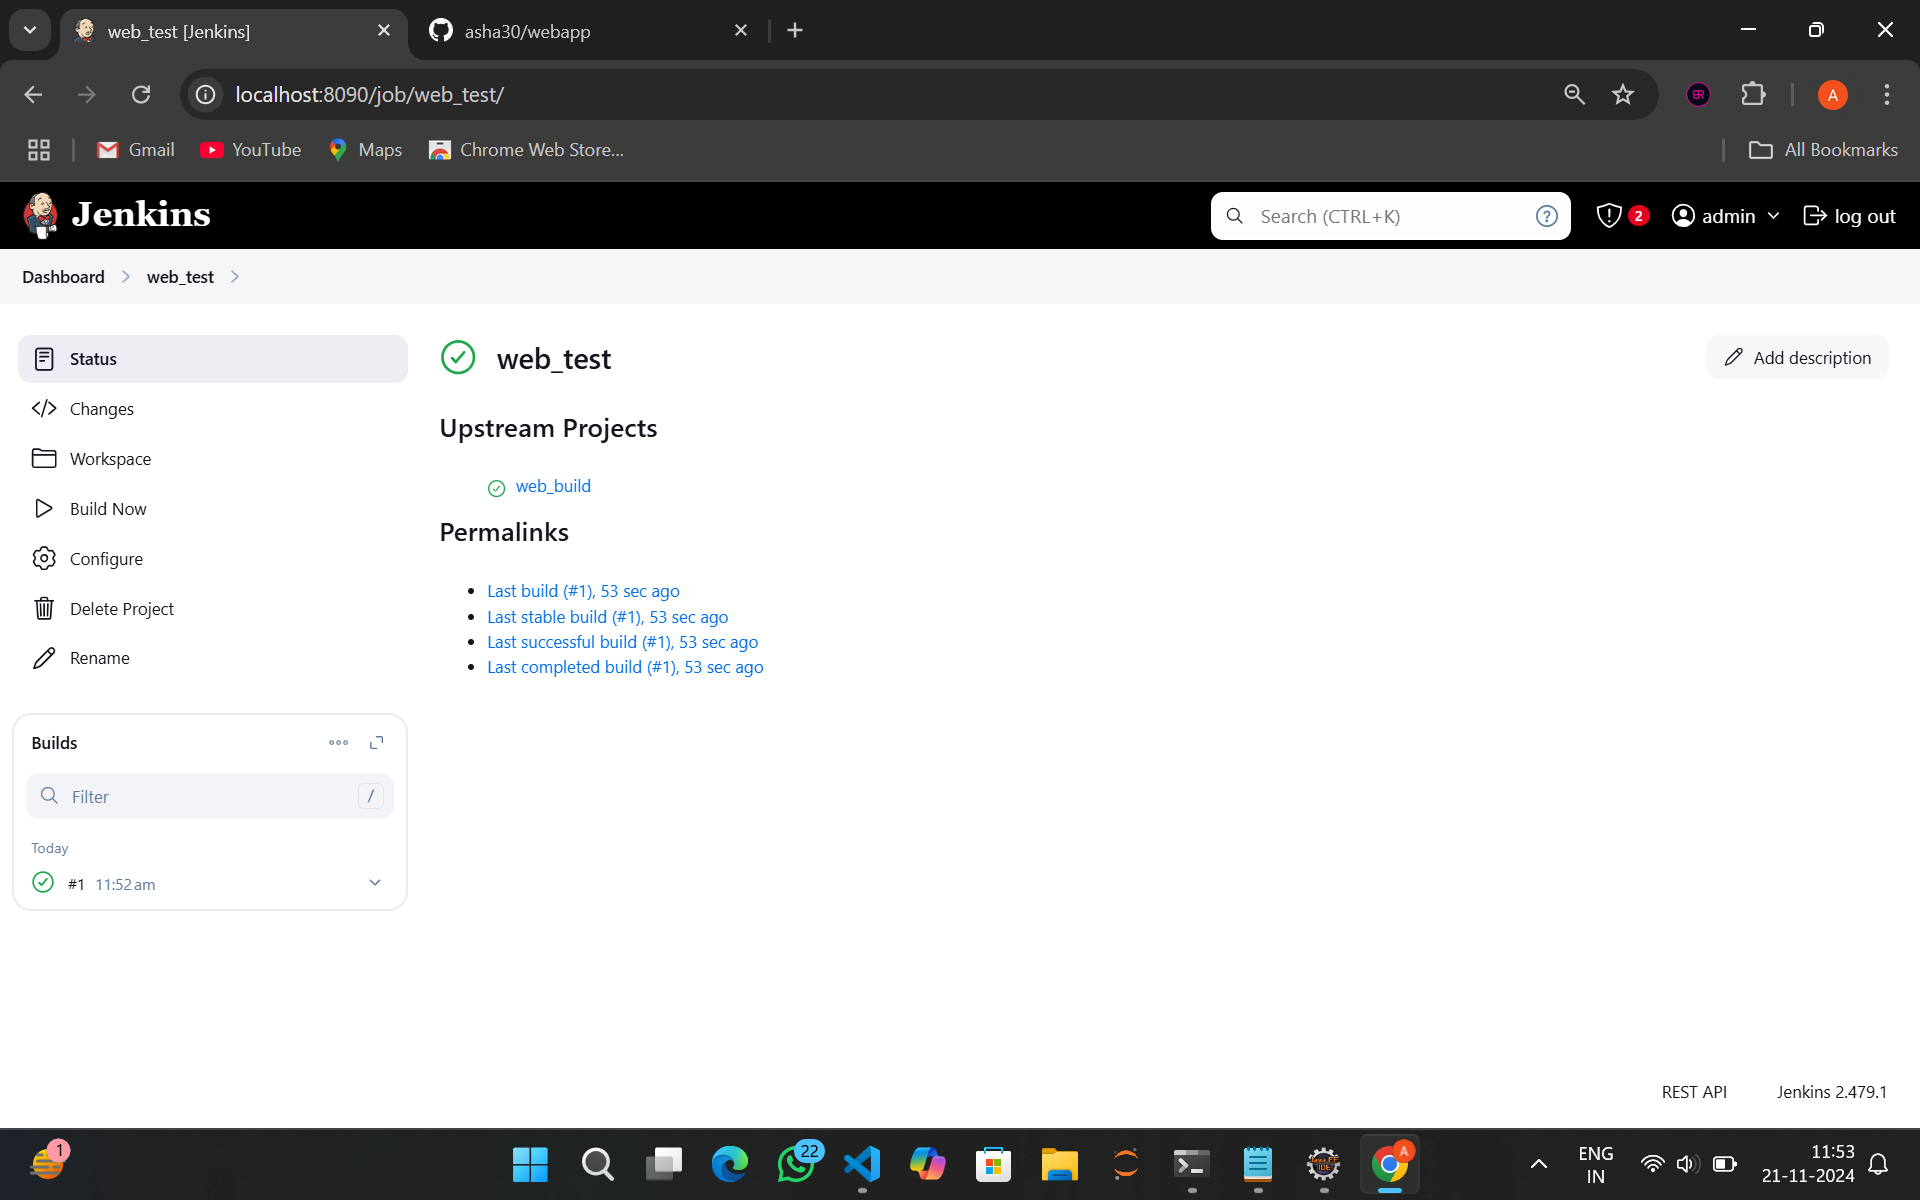 web_test [Jenkins]
asha30/webapp
localhost:8090/job/web_test/
BR
A
Gmail
YouTube
Maps
Chrome Web Store...
All Bookmarks
Jenkins
Search (CTRL+K)
?
2
admin
log out
Dashboard
web_test
Status
Changes
Workspace
Build Now
Configure
Delete Project
Rename
web_test
Add description
Upstream Projects
web_build
Permalinks
Last build (#1), 53 sec ago
Last stable build (#1), 53 sec ago
Last successful build (#1), 53 sec ago
Last completed build (#1), 53 sec ago
Builds
Filter
/
Today
#1 11:52 am
REST API
Jenkins 2.479.1
1
22
Java EE
IDE
A
ENG
IN
11:53
21-11-2024